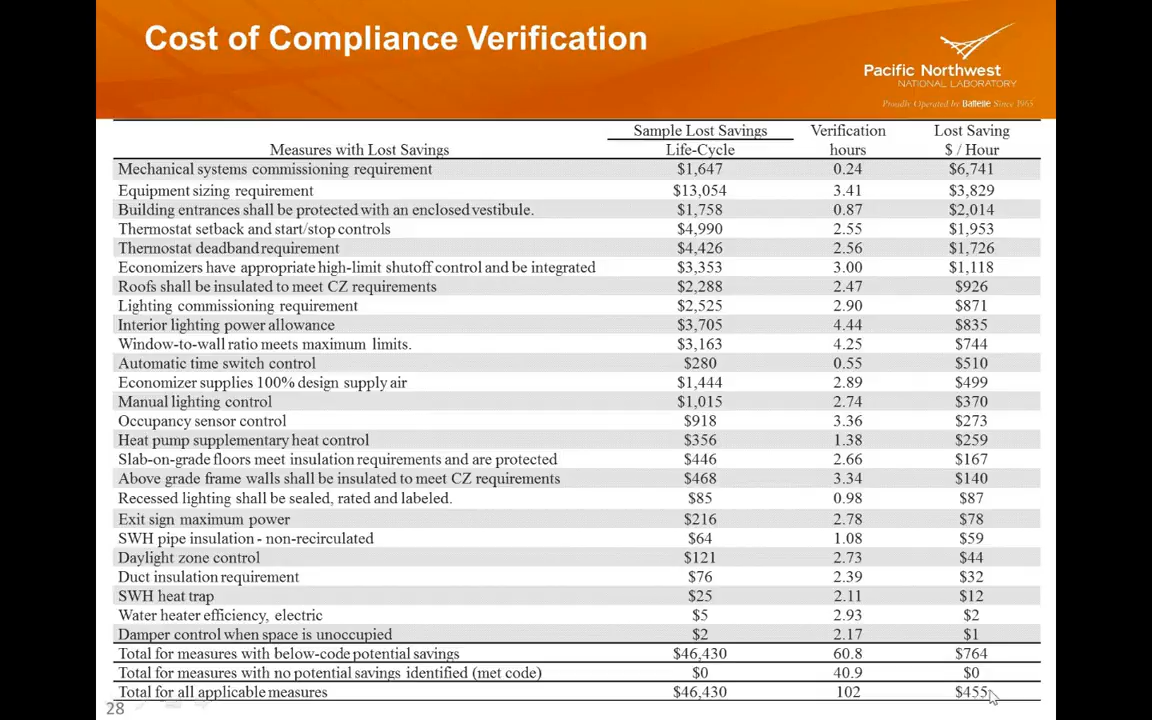 Cost of Compliance Verification
Pacific Northwest
NATIONAL LABORATORY
Proudly Operated by Battelle Since 1965
Sample Lost Savings Verification Lost Saving
Measures with Lost Savings Life-Cycle hours $ / Hour
Mechanical systems commissioning requirement $1,647 0.24 $6,741
Equipment sizing requirement $13,054 3.41 $3,829
Building entrances shall be protected with an enclosed vestibule. $1,758 0.87 $2,014
Thermostat setback and start/stop controls $4,990 2.55 $1,953
Thermostat deadband requirement $4,426 2.56 $1,726
Economizers have appropriate high-limit shutoff control and be integrated $3,353 3.00 $1,118
Roofs shall be insulated to meet CZ requirements $2,288 2.47 $926
Lighting commissioning requirement $2,525 2.90 $871
Interior lighting power allowance $3,705 4.44 $835
Window-to-wall ratio meets maximum limits. $3,163 4.25 $744
Automatic time switch control $280 0.55 $510
Economizer supplies 100% design supply air $1,444 2.89 $499
Manual lighting control $1,015 2.74 $370
Occupancy sensor control $918 3.36 $273
Heat pump supplementary heat control $356 1.38 $259
Slab-on-grade floors meet insulation requirements and are protected $446 2.66 $167
Above grade frame walls shall be insulated to meet CZ requirements $468 3.34 $140
Recessed lighting shall be sealed, rated and labeled. $85 0.98 $87
Exit sign maximum power $216 2.78 $78
SWH pipe insulation - non-recirculated $64 1.08 $59
Daylight zone control $121 2.73 $44
Duct insulation requirement $76 2.39 $32
SWH heat trap $25 2.11 $12
Water heater efficiency, electric $5 2.93 $2
Damper control when space is unoccupied $2 2.17 $1
Total for measures with below-code potential savings $46,430 60.8 $764
Total for measures with no potential savings identified (met code) $0 40.9 $0
Total for all applicable measures $46,430 102 $455
28